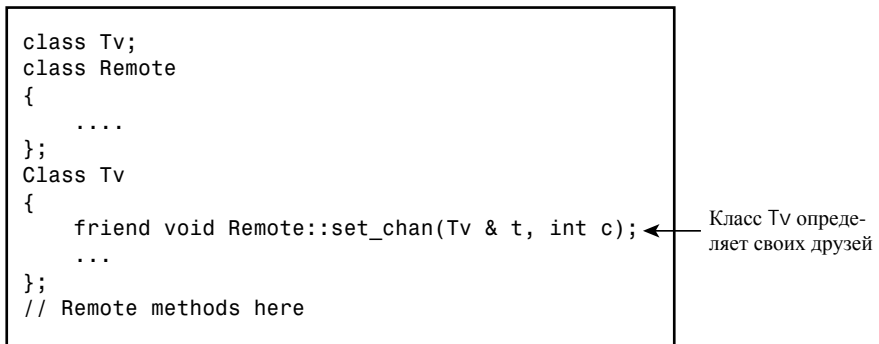 class Tv;
class Remote
{
    ....
};
Class Tv
{
    friend void Remote::set_chan(Tv & t, int c);
    ...
};
// Remote methods here
Класс Tv опреде-
ляет своих друзей